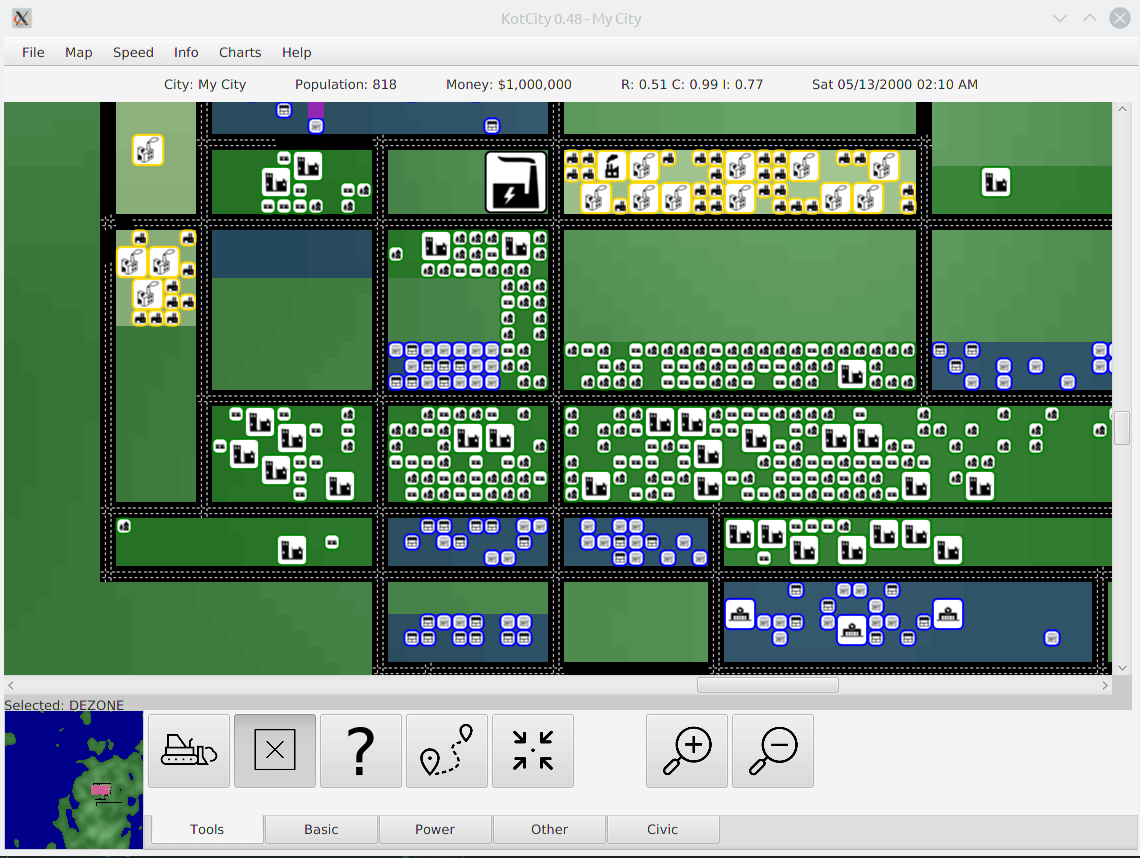 X
KotCity 0.48 - My City
File Map Speed Info Charts Help
City: My City Population: 818 Money: $1,000,000 R: 0.51 C: 0.99 I: 0.77 Sat 05/13/2000 02:10 AM
Selected: DEZONE
?
Tools Basic Power Other Civic